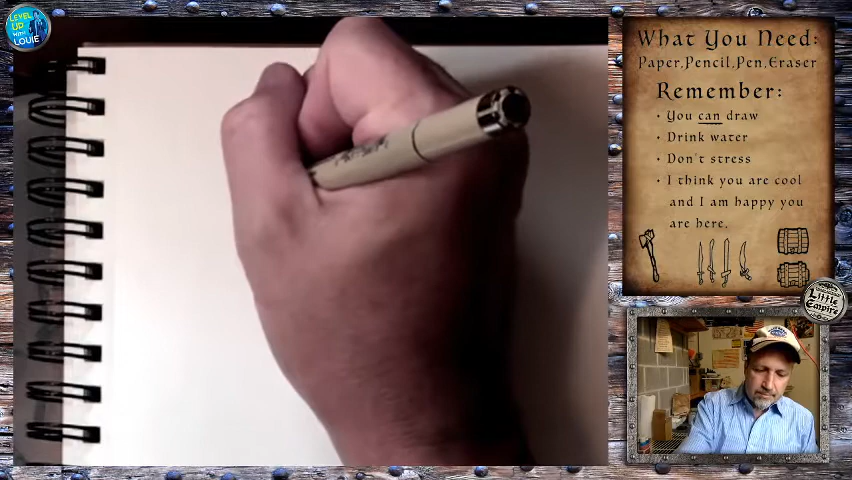 LEVEL
UP
WITH
LOUIE
What You Need:
Paper,Pencil,Pen,Eraser
Remember:
• You can draw
• Drink water
• Don't stress
• I think you are cool
and I am happy you
are here.
Little
Empire